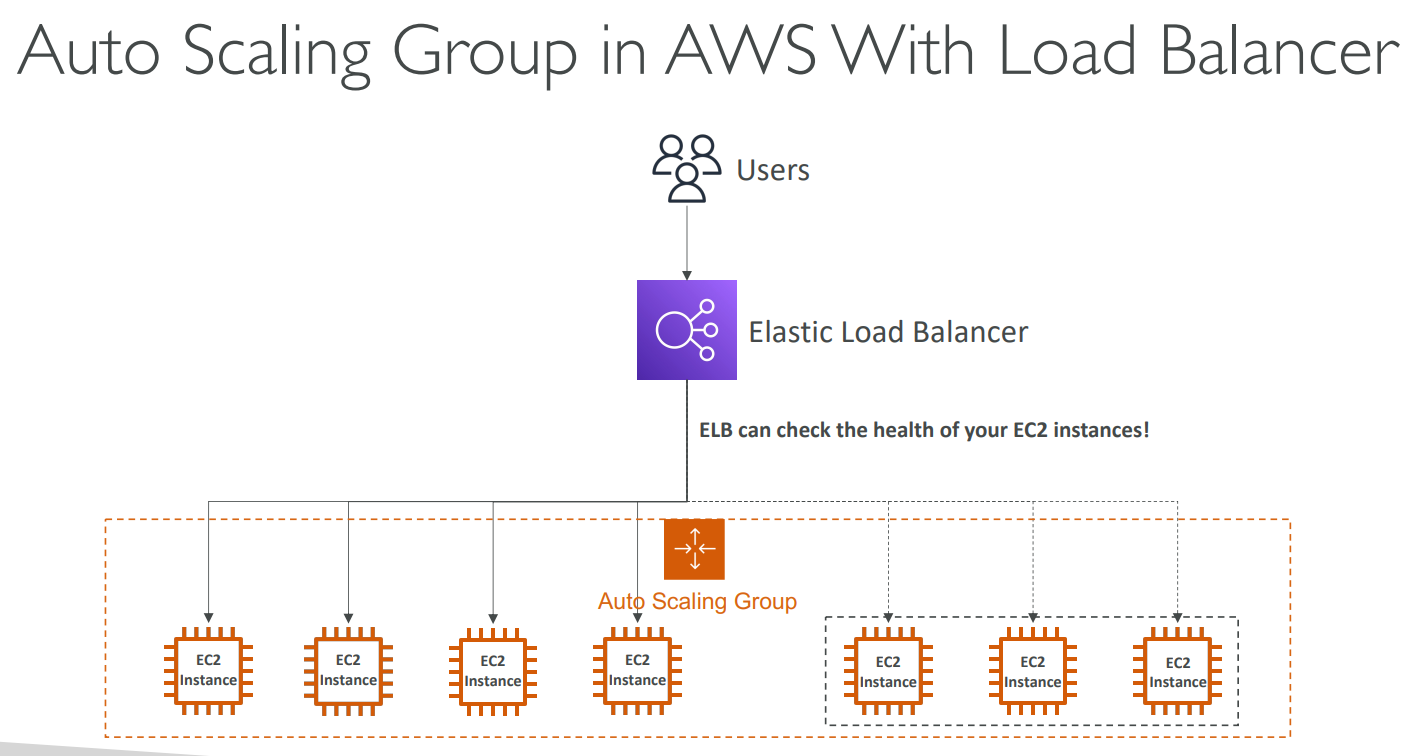 Auto Scaling Group in AWS With Load Balancer
Users
Elastic Load Balancer
ELB can check the health of your EC2 instances!
Auto Scaling Group
EC2
Instance
EC2
Instance
EC2
Instance
EC2
Instance
EC2
Instance
EC2
Instance
EC2
Instance